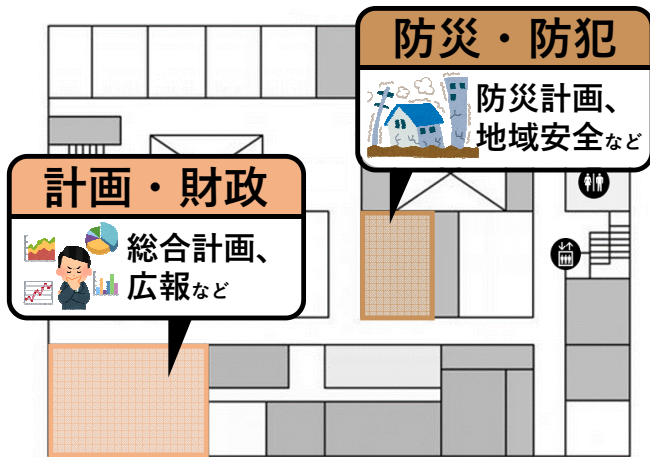 防災・防犯
防災計画、
地域安全など
計画・財政
総合計画、
広報など